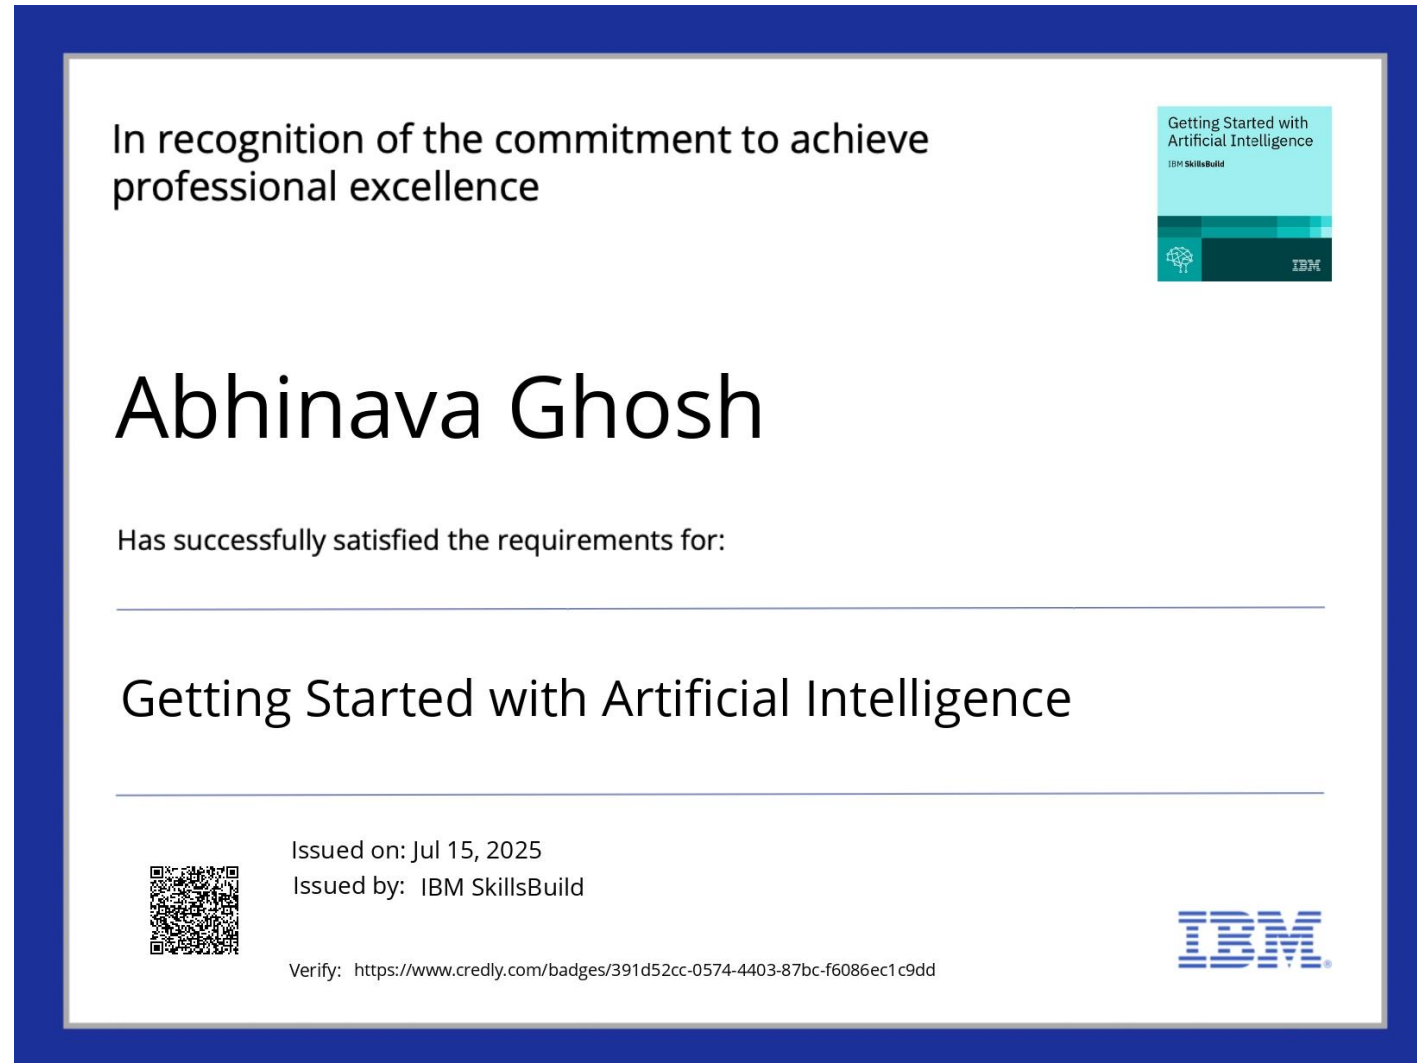 In recognition of the commitment to achieve
professional excellence
Getting Started with
Artificial Intelligence
IBM SkillsBuild
IBM
Abhinava Ghosh
Has successfully satisfied the requirements for:
Getting Started with Artificial Intelligence
Issued on: Jul 15, 2025
Issued by: IBM SkillsBuild
IBM®
Verify: https://www.credly.com/badges/391d52cc-0574-4403-87bc-f6086ec1c9dd